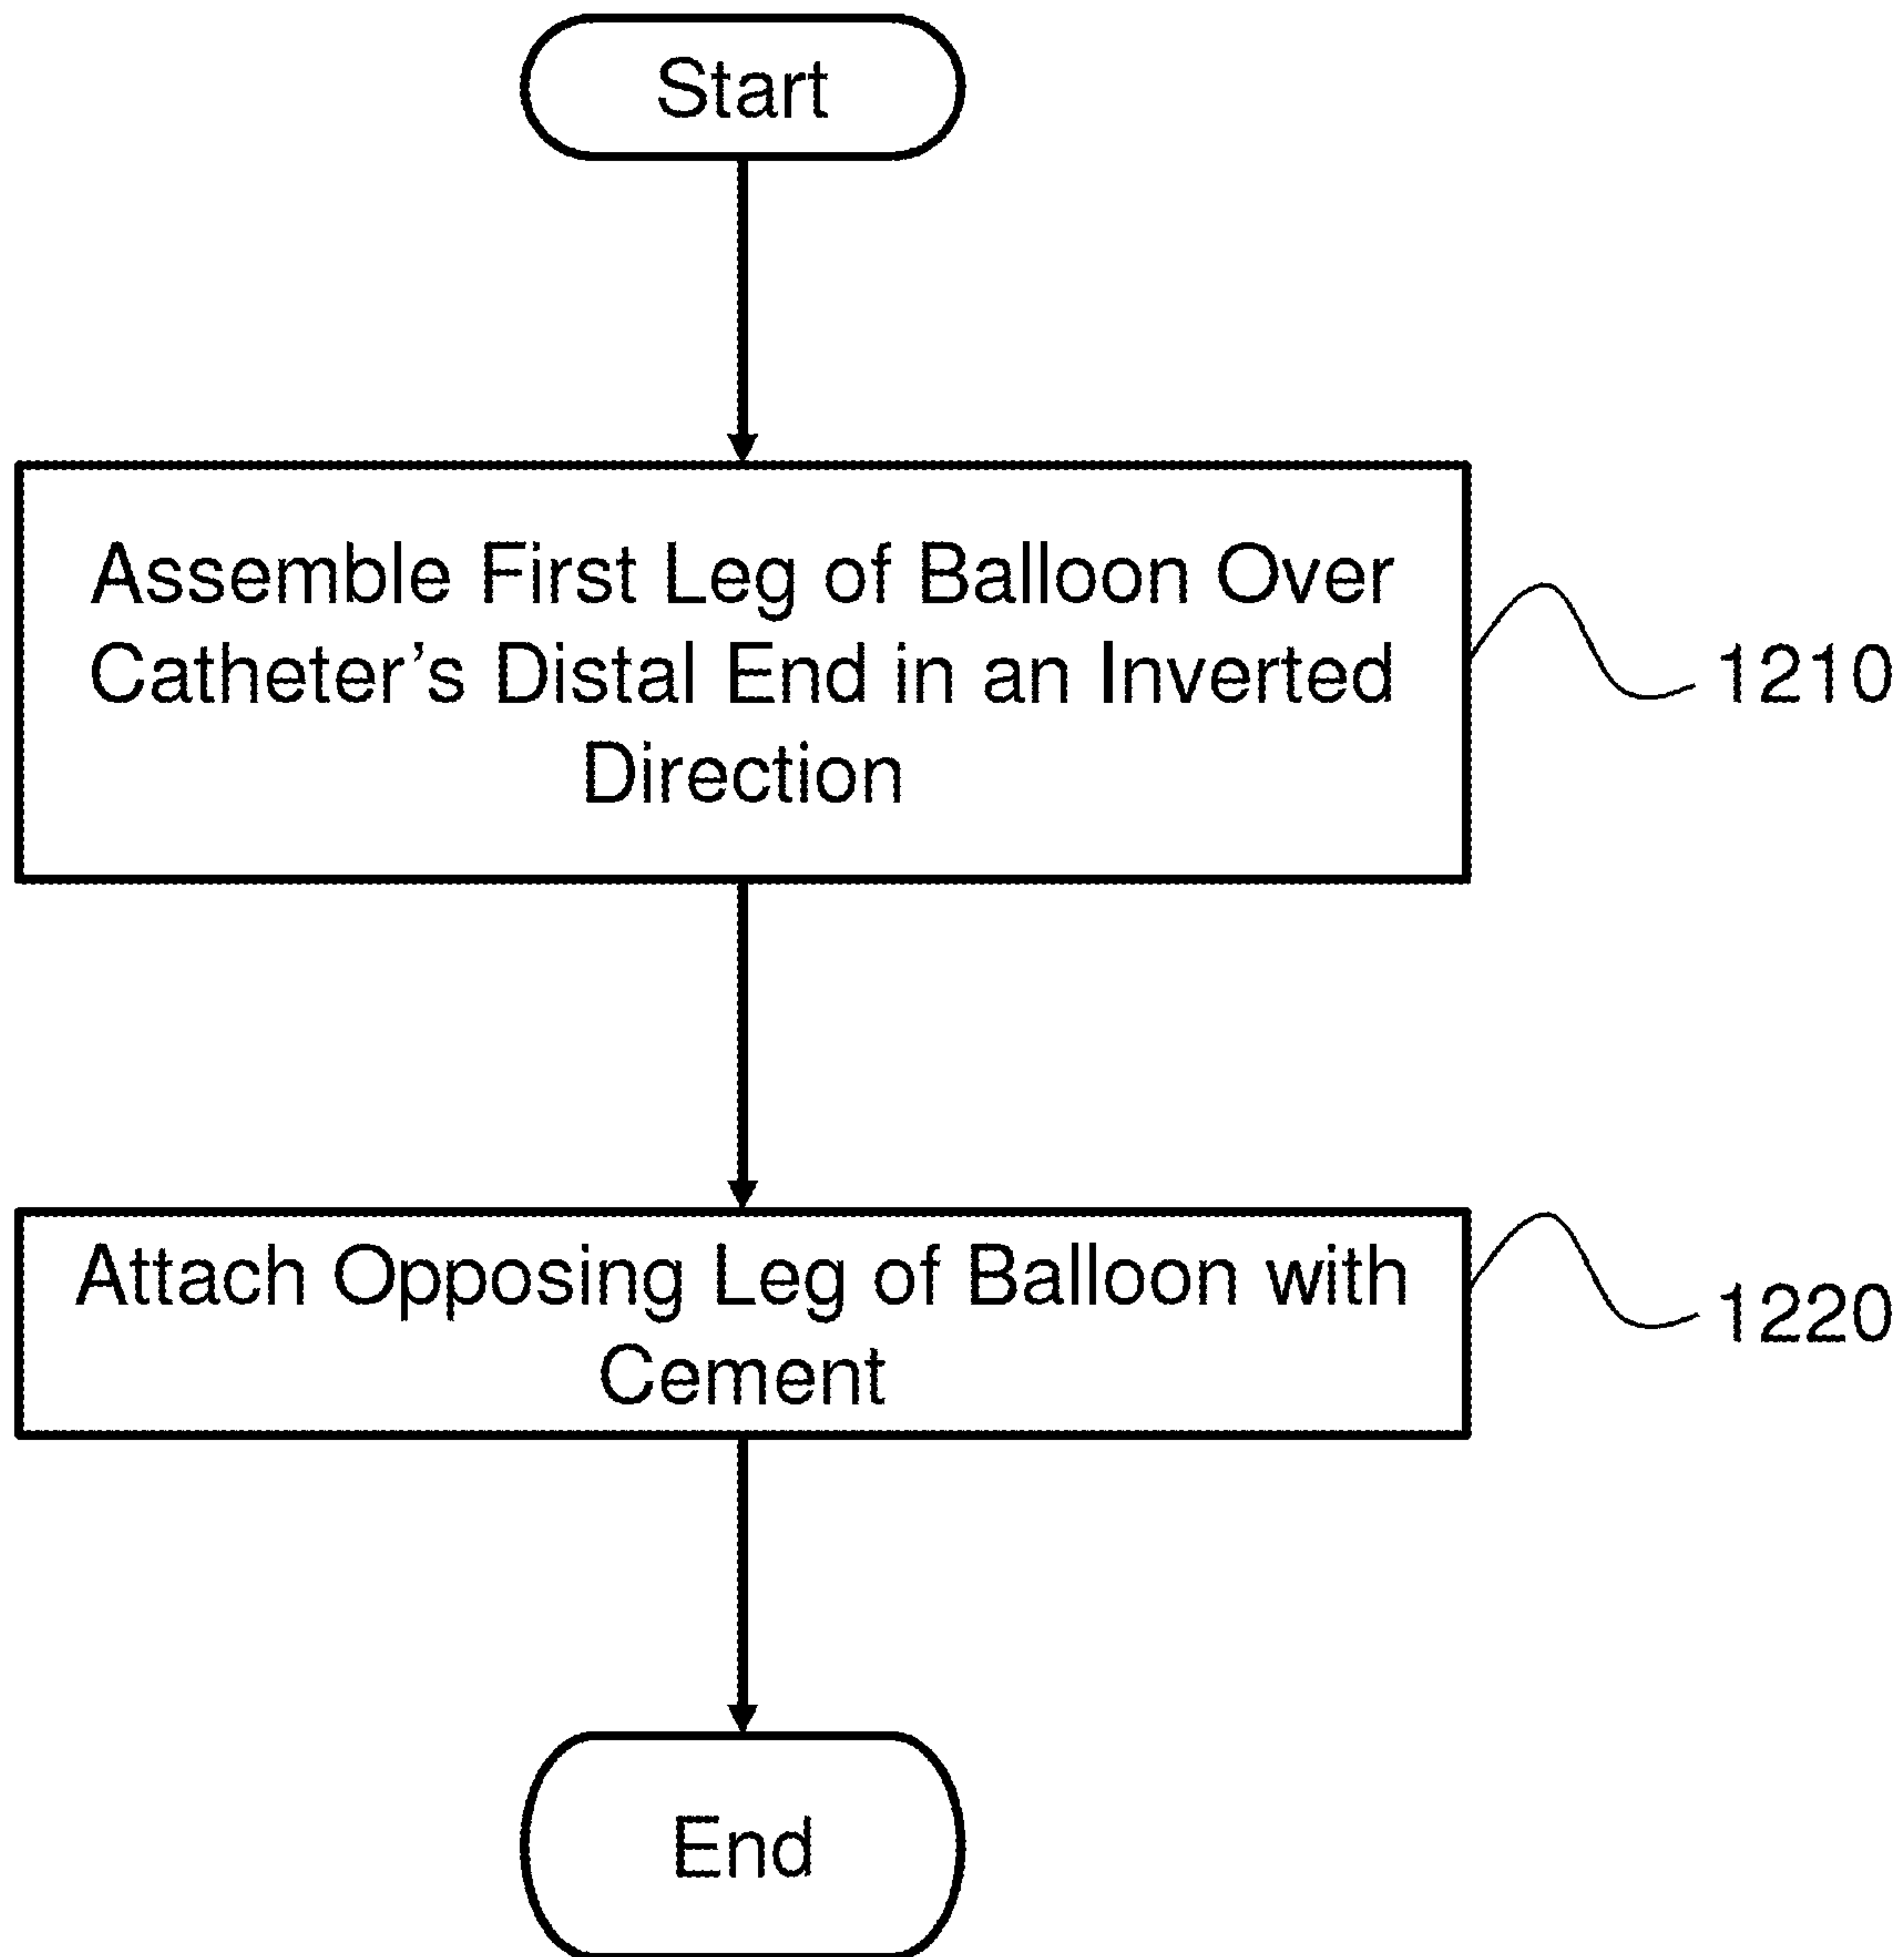 Start
Assemble First Leg of Balloon Over
Catheter's Distal End in an Inverted
Direction
1210
Attach Opposing Leg of Balloon with
Cement
1220
End